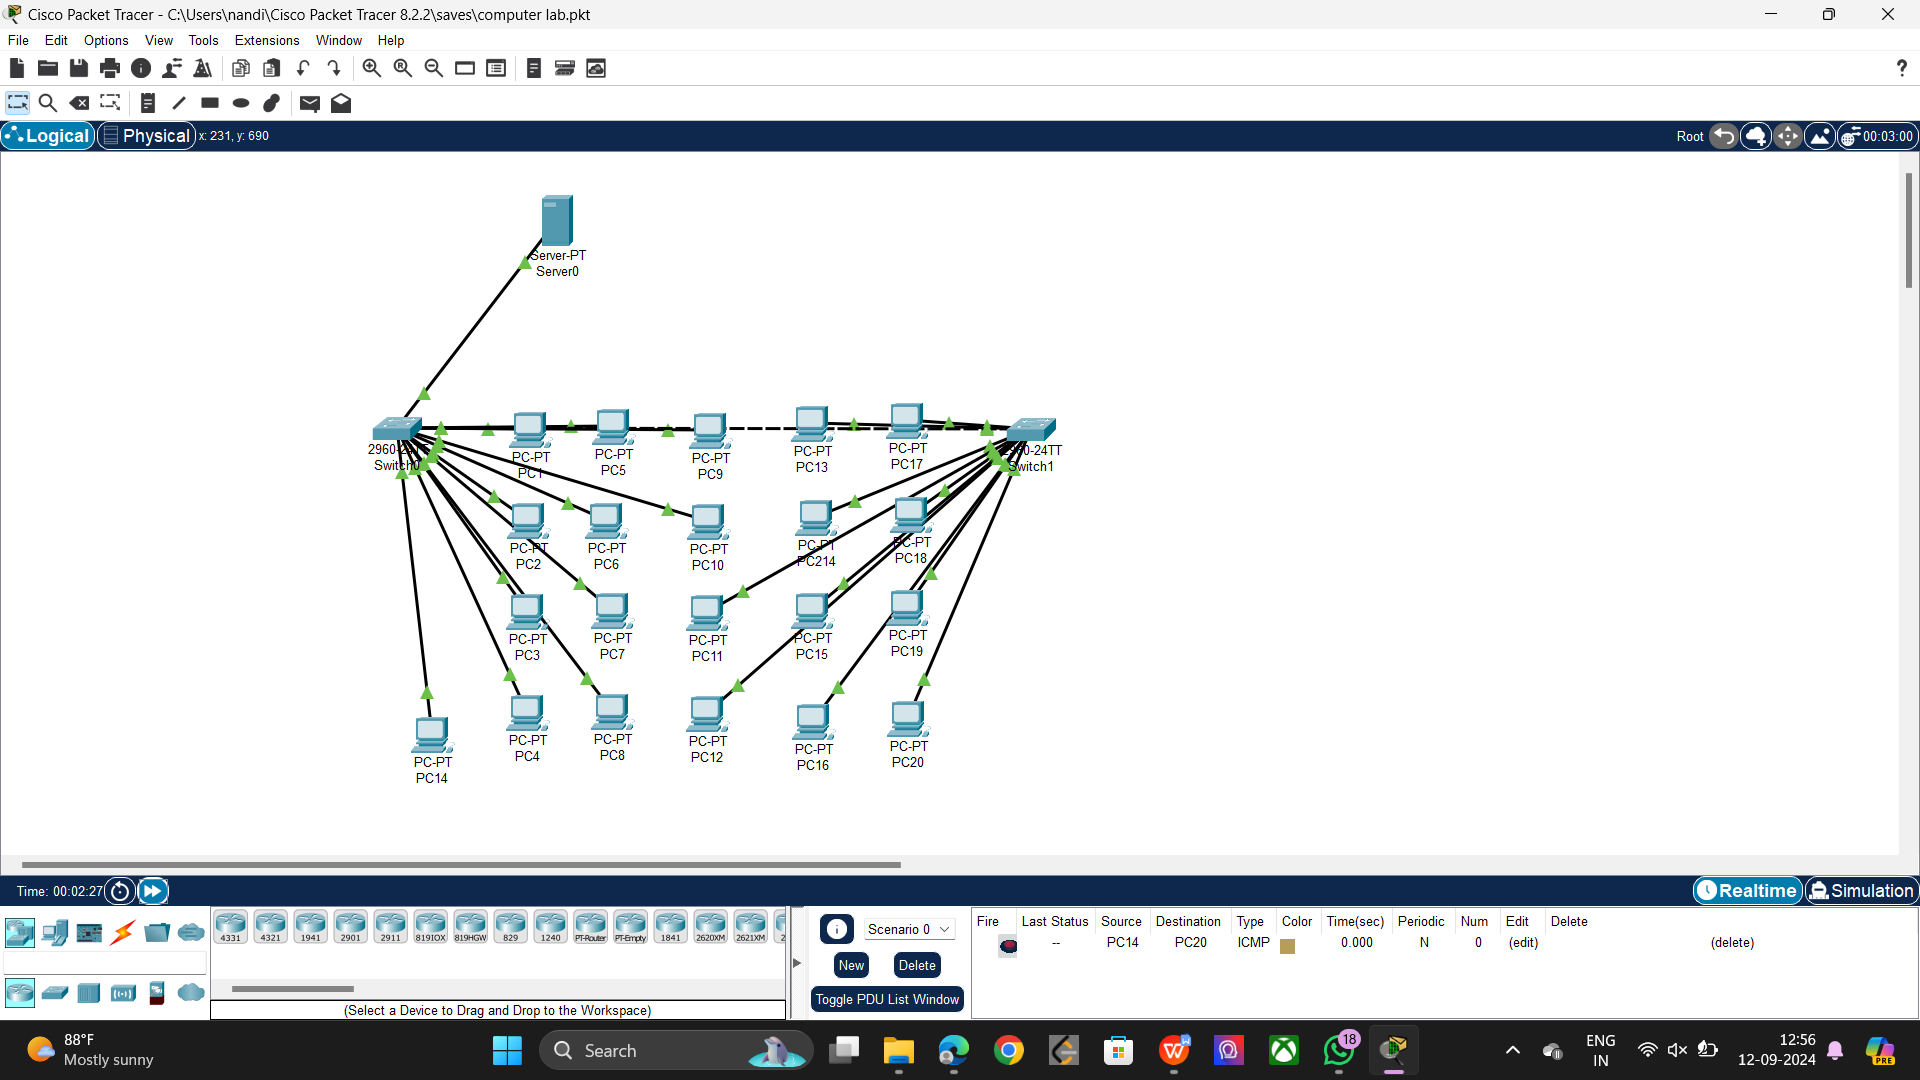 Cisco Packet Tracer - C:\Users\nandi\Cisco Packet Tracer 8.2.2\saves\computer lab.pkt
File Edit Options View Tools Extensions Window Help
?
Logical Physical x: 231, y: 690 Root 00:03:00
Server-PT
Server0
2960-24TT
Switch0
PC-PT
PC1
PC-PT
PC5
PC-PT
PC9
PC-PT
PC13
PC-PT
PC17
2960-24TT
Switch1
PC-PT
PC2
PC-PT
PC6
PC-PT
PC10
PC-PT
PC214
PC-PT
PC18
PC-PT
PC3
PC-PT
PC7
PC-PT
PC11
PC-PT
PC15
PC-PT
PC19
PC-PT
PC14
PC-PT
PC4
PC-PT
PC8
PC-PT
PC12
PC-PT
PC16
PC-PT
PC20
Time: 00:02:27 Realtime Simulation
4331 4321 1941 2901 2911 819IOX 819HGW 829 1240 PT-Router PT-Empty 1841 2620XM 2621XM
(Select a Device to Drag and Drop to the Workspace)
Scenario 0
New Delete
Toggle PDU List Window
Fire Last Status Source Destination Type Color Time(sec) Periodic Num Edit Delete
-- PC14 PC20 ICMP 0.000 N 0 (edit) (delete)
88°F
Mostly sunny
Search
18
ENG
IN
12:56
12-09-2024
PRE